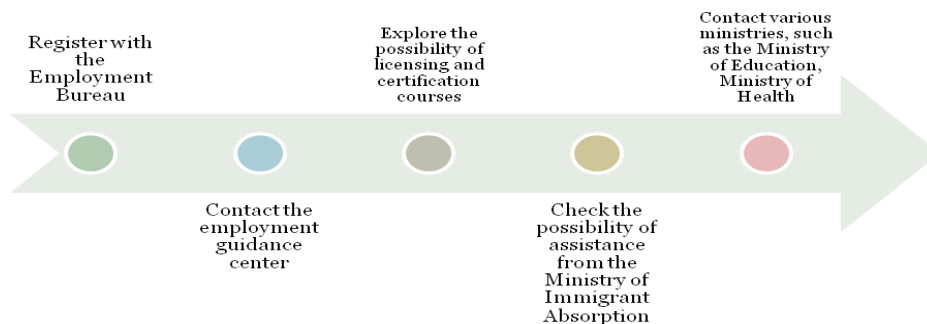 Register with
the
Employment
Bureau
Contact the
employment
guidance
center
Explore the
possibility of
licensing and
certification
courses
Check the
possibility of
assistance
from the
Ministry of
Immigrant
Absorption
Contact various
ministries, such
as the Ministry
of Education,
Ministry of
Health